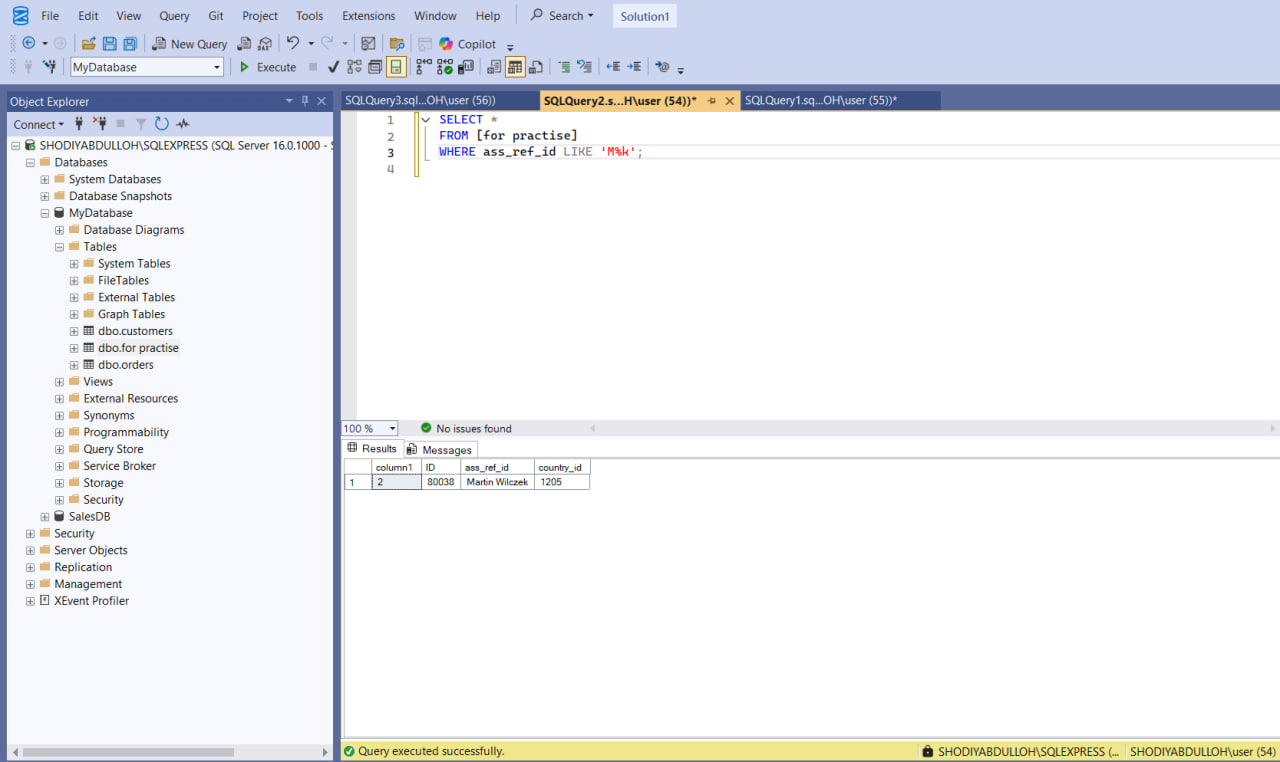 File Edit View Query Git Project Tools Extensions Window Help Search Solution1
New Query Copilot
MyDatabase Execute
Object Explorer
Connect
SHODIYABDULLOH\SQLEXPRESS (SQL Server 16.0.1000 -
Databases
System Databases
Database Snapshots
MyDatabase
Database Diagrams
Tables
System Tables
FileTables
External Tables
Graph Tables
dbo.customers
dbo.for practise
dbo.orders
Views
External Resources
Synonyms
Programmability
Query Store
Service Broker
Storage
Security
SalesDB
Security
Server Objects
Replication
Management
XEvent Profiler
SQLQuery3.sql...OH\user (56)) SQLQuery2.s...H\user (54))* SQLQuery1.sq...OH\user (55))*
1 SELECT *
2 FROM [for practise]
3 WHERE ass_ref_id LIKE 'M%k';
4
100 % No issues found
Results Messages
column1 ID ass_ref_id country_id
1 2 80038 Martin Wilczek 1205
Query executed successfully. SHODIYABDULLOH\SQLEXPRESS (... SHODIYABDULLOH\user (54)